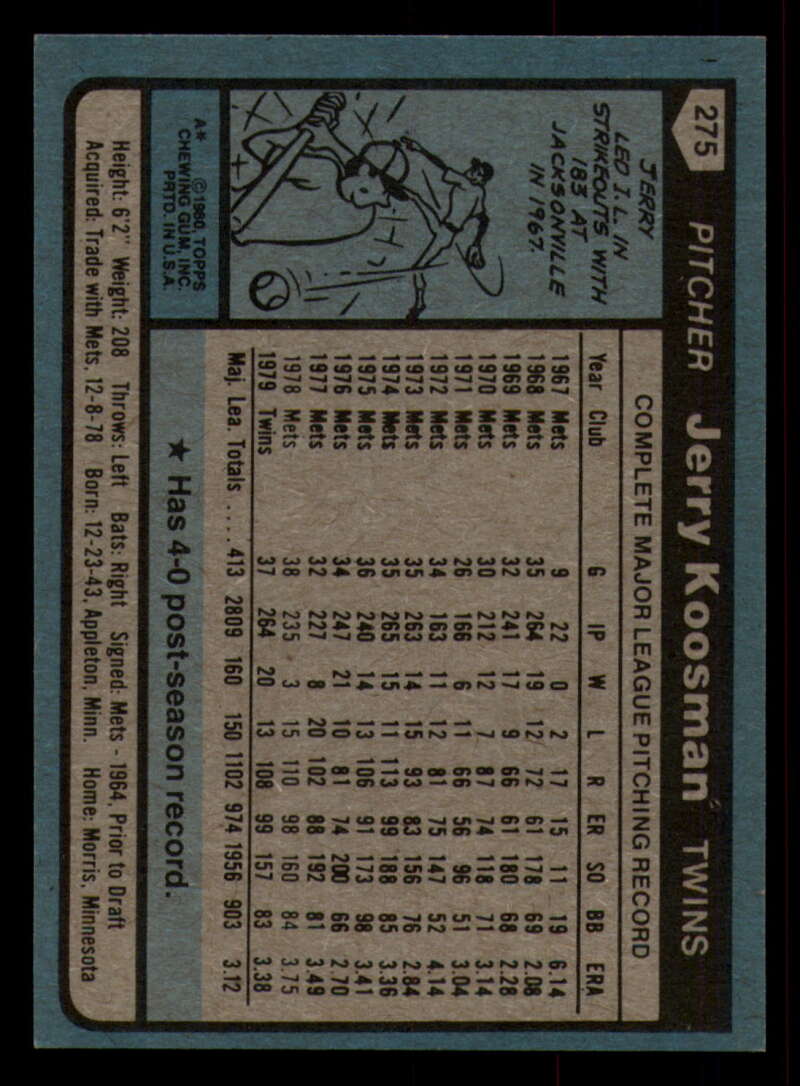 275 PITCHER Jerry Koosman TWINS
JERRY
LED I.L. IN
STRIKEOUTS WITH
183 AT
JACKSONVILLE
IN 1967.
A* ©1980, TOPPS
CHEWING GUM, INC.
PRTD. IN U.S.A.
COMPLETE MAJOR LEAGUE PITCHING RECORD
Year Club G IP W L R ER SO BB ERA
1967 Mets 9 22 0 2 17 15 11 19 6.14
1968 Mets 35 264 19 12 72 61 178 69 2.08
1969 Mets 32 241 17 9 66 61 180 68 2.28
1970 Mets 30 212 12 7 87 74 118 71 3.14
1971 Mets 26 166 6 11 66 56 96 51 3.04
1972 Mets 34 163 11 12 81 75 147 52 4.14
1973 Mets 35 263 14 15 93 83 156 76 2.84
1974 Mets 35 265 15 11 113 99 188 85 3.36
1975 Mets 36 240 14 13 106 91 173 98 3.41
1976 Mets 34 247 21 10 81 74 200 66 2.70
1977 Mets 32 227 8 20 102 88 192 81 3.49
1978 Mets 38 235 3 15 110 98 160 84 3.75
1979 Twins 37 264 20 13 108 99 157 83 3.38
Maj. Lea. Totals .... 413 2809 160 150 1102 974 1956 903 3.12
★ Has 4-0 post-season record.
Height: 6'2" Weight: 208 Throws: Left Bats: Right Signed: Mets - 1964, Prior to Draft
Acquired: Trade with Mets, 12-8-78 Born: 12-23-43, Appleton, Minn. Home: Morris, Minnesota